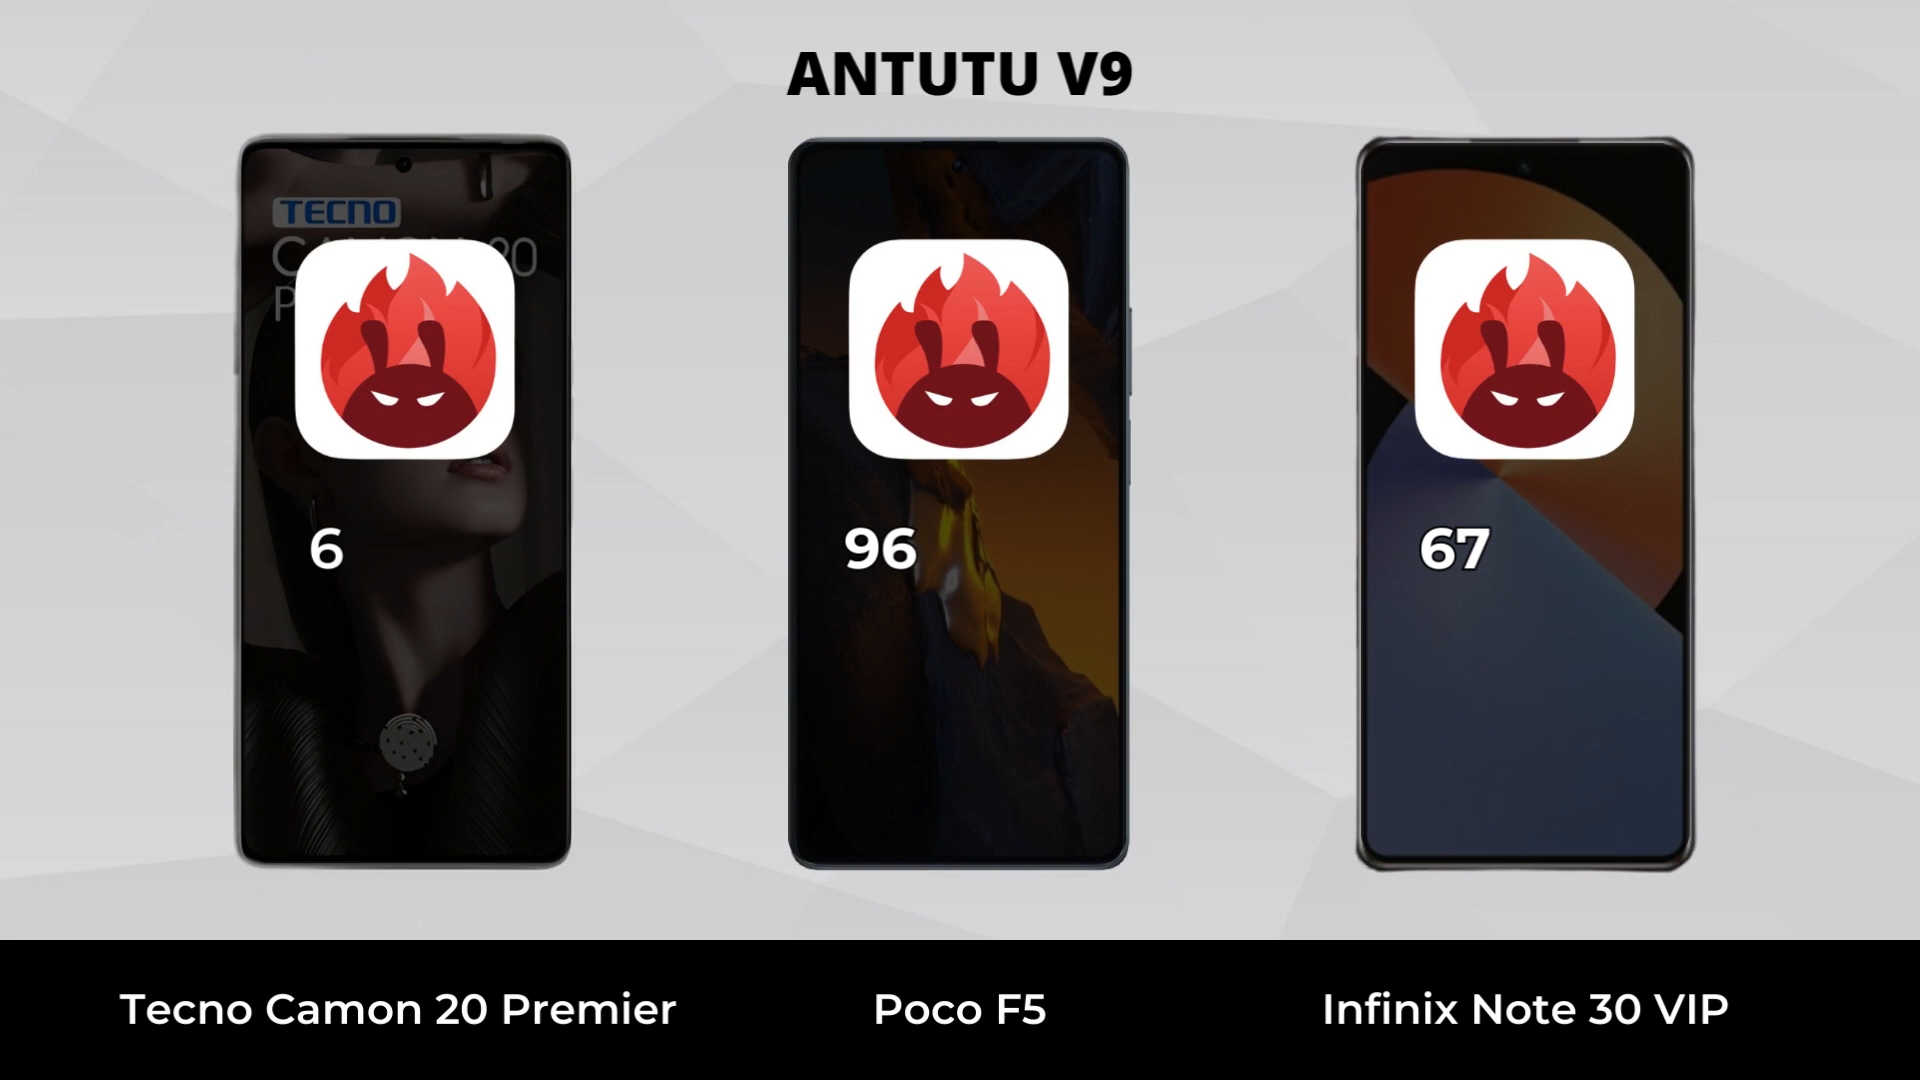 ANTUTU V9
TECNO
6
96
67
Tecno Camon 20 Premier
Poco F5
Infinix Note 30 VIP